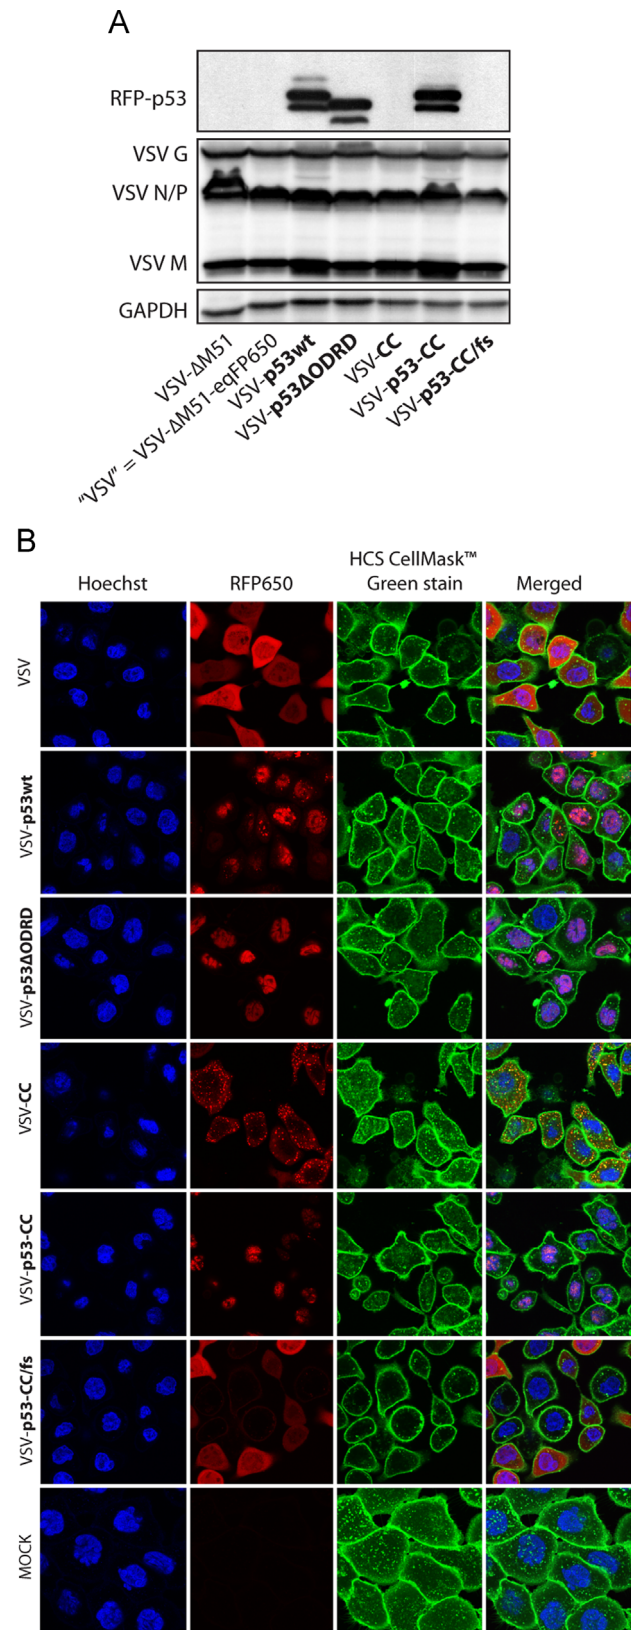 A
RFP-p53
VSV G
VSV N/P
VSV M
GAPDH
VSV-ΔM51
"VSV" = VSV-ΔM51-eqFP650
VSV-p53wt
VSV-p53ΔODRD
VSV-CC
VSV-p53-CC
VSV-p53-CC/fs
B
Hoechst
RFP650
HCS CellMask™
Green stain
Merged
VSV
VSV-p53wt
VSV-p53ΔODRD
VSV-CC
VSV-p53-CC
VSV-p53-CC/fs
MOCK